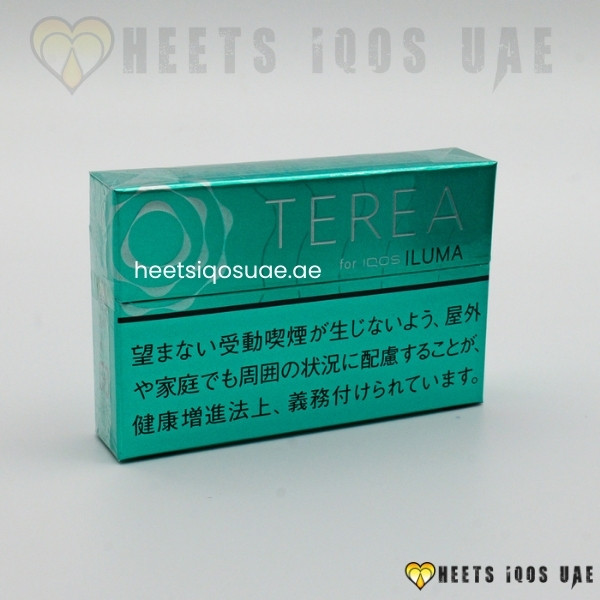 HEETS iQOS UAE
TEREA
for IQOS ILUMA
heetsiqosuae.ae
望まない受動喫煙が生じないよう、屋外
や家庭でも周囲の状況に配慮することが、
健康増進法上、義務付けられています。
HEETS iQOS UAE